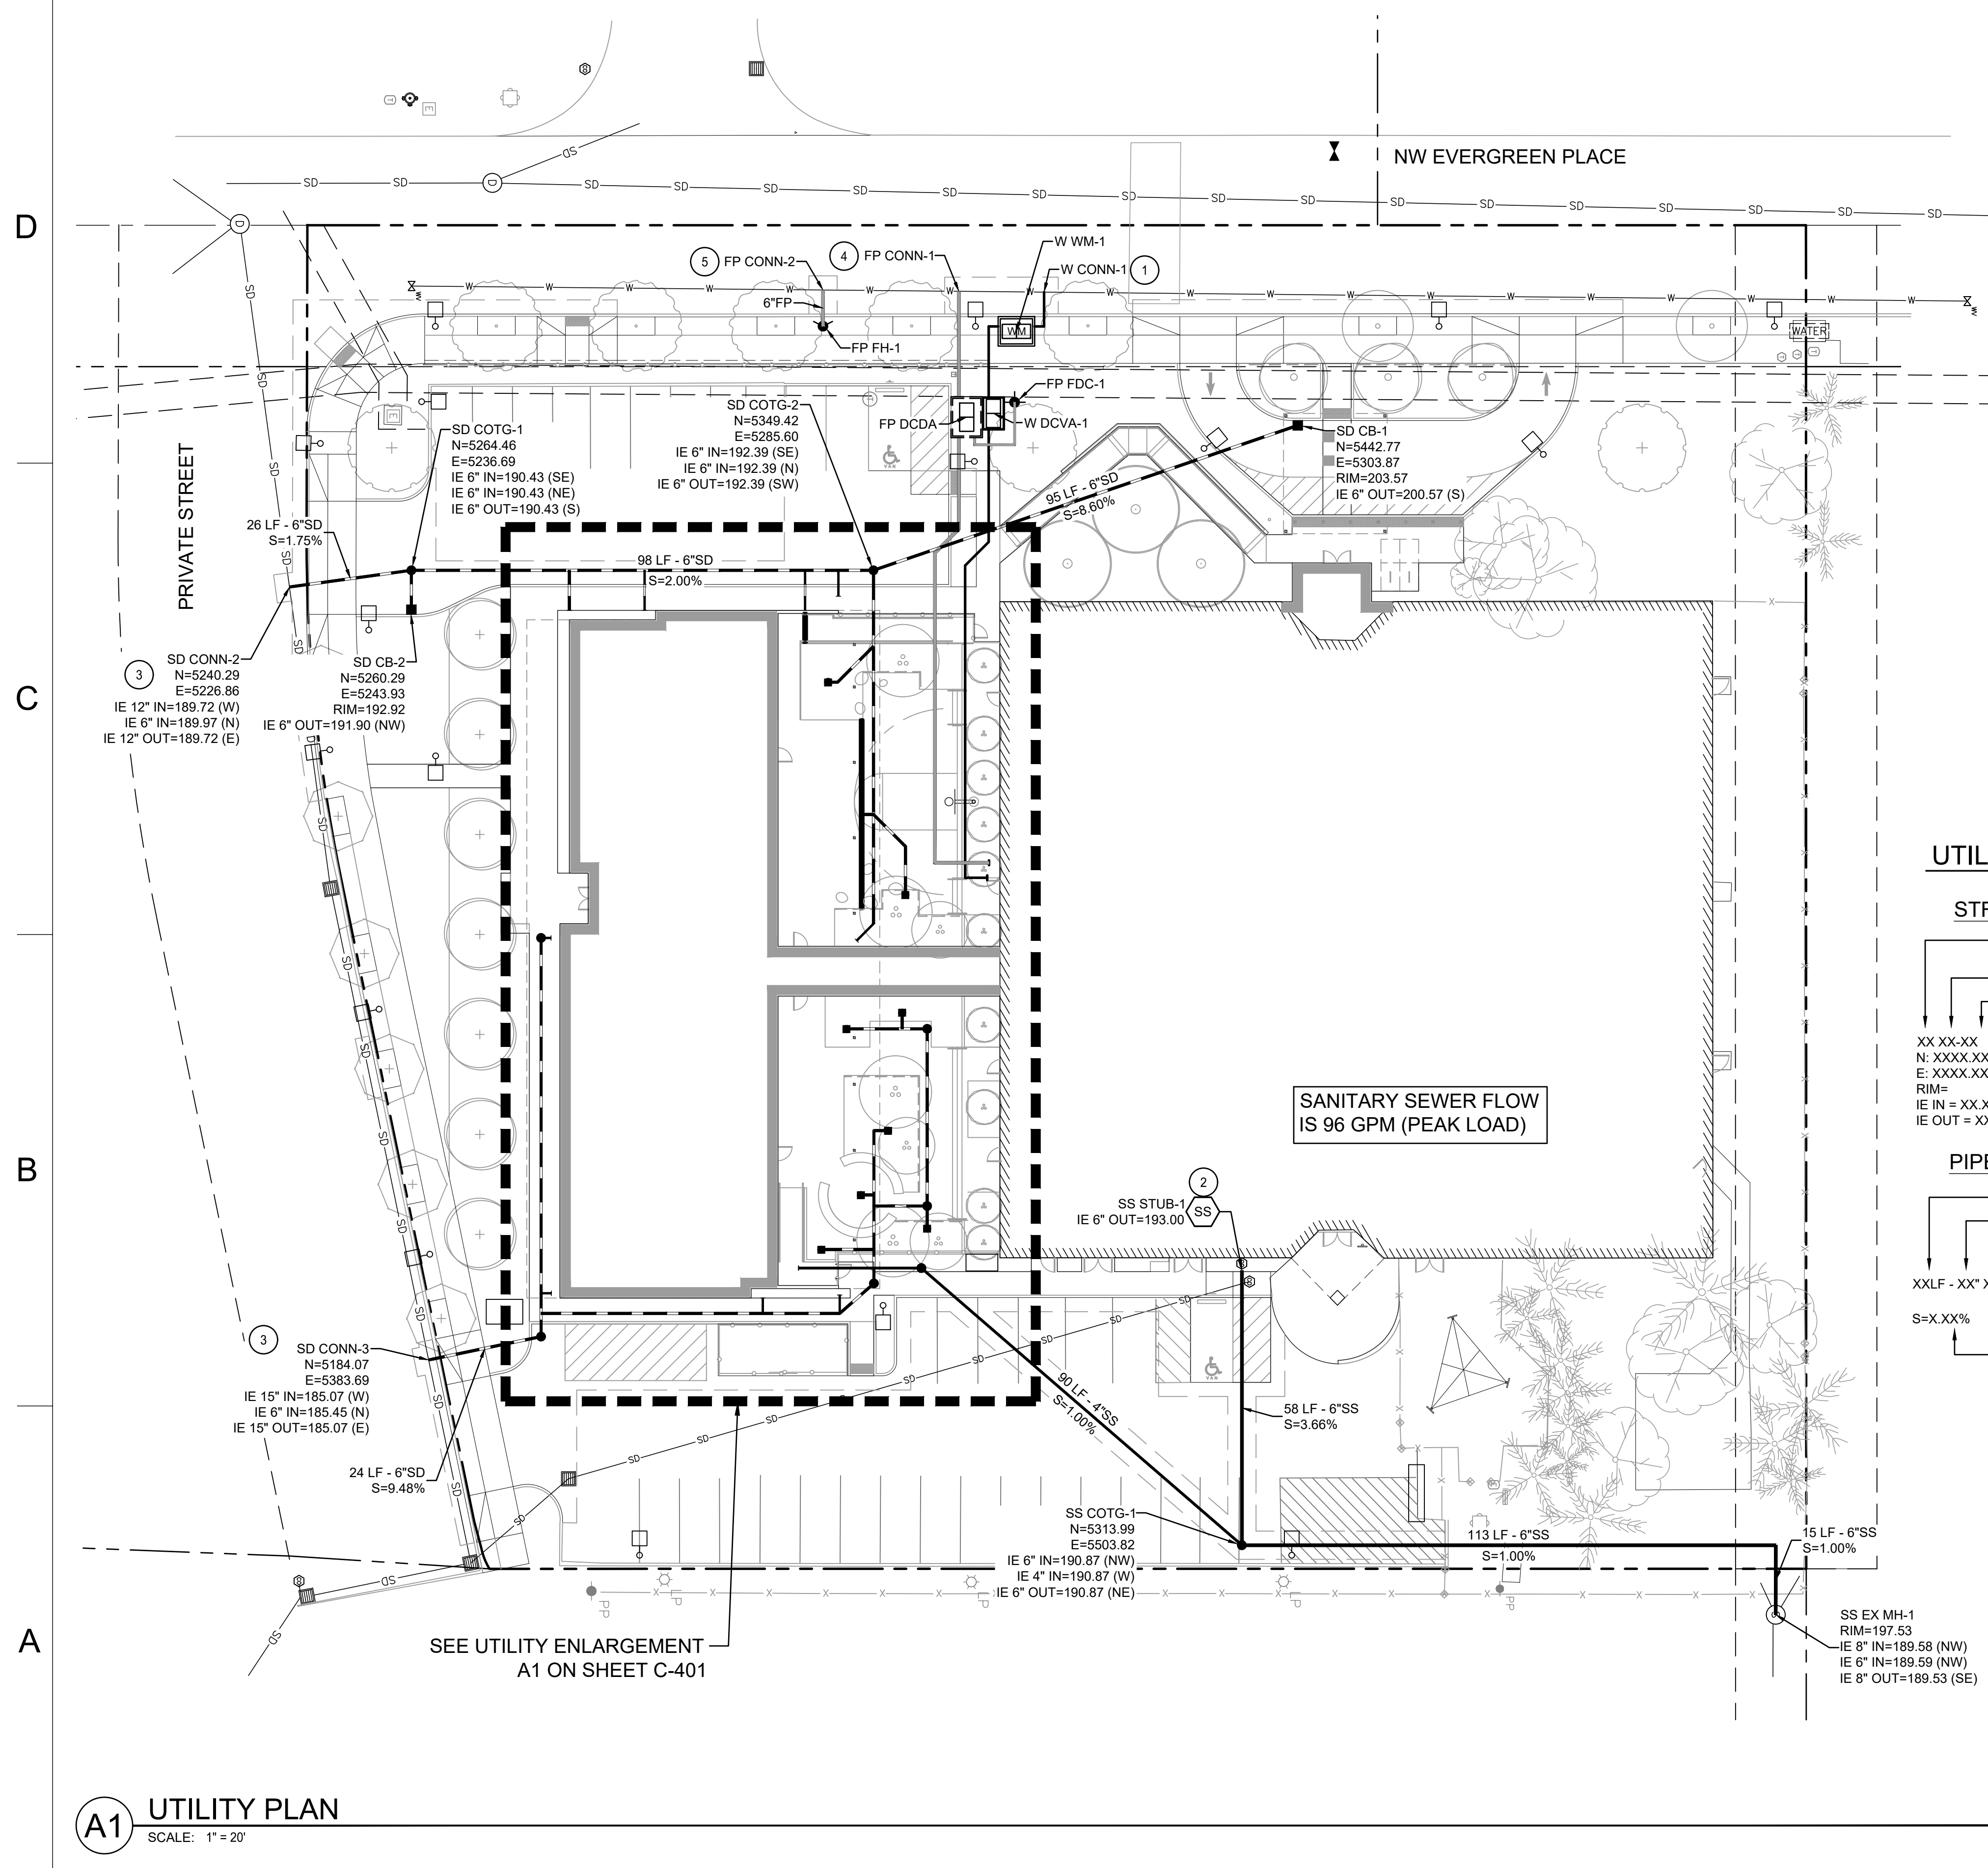 D
C
B
A
NW EVERGREEN PLACE
PRIVATE STREET
5
FP CONN-2
4
FP CONN-1
W WM-1
W CONN-1
1
6"FP
FP FH-1
WM
WATER
FP FDC-1
FP DCDA
W DCVA-1
SD COTG-2
N=5349.42
E=5285.60
IE 6" IN=192.39 (SE)
IE 6" IN=192.39 (N)
IE 6" OUT=192.39 (SW)
SD COTG-1
N=5264.46
E=5236.69
IE 6" IN=190.43 (SE)
IE 6" IN=190.43 (NE)
IE 6" OUT=190.43 (S)
SD CB-1
N=5442.77
E=5303.87
RIM=203.57
IE 6" OUT=200.57 (S)
95 LF - 6"SD
S=8.60%
VAN
26 LF - 6"SD
S=1.75%
98 LF - 6"SD
S=2.00%
3
SD CONN-2
N=5240.29
E=5226.86
IE 12" IN=189.72 (W)
IE 6" IN=189.97 (N)
IE 12" OUT=189.72 (E)
SD CB-2
N=5260.29
E=5243.93
RIM=192.92
IE 6" OUT=191.90 (NW)
SANITARY SEWER FLOW
IS 96 GPM (PEAK LOAD)
2
SS STUB-1
IE 6" OUT=193.00
SS
3
SD CONN-3
N=5184.07
E=5383.69
IE 15" IN=185.07 (W)
IE 6" IN=185.45 (N)
IE 15" OUT=185.07 (E)
24 LF - 6"SD
S=9.48%
90 LF - 4"SS
S=1.00%
VAN
58 LF - 6"SS
S=3.66%
SS COTG-1
N=5313.99
E=5503.82
IE 6" IN=190.87 (NW)
IE 4" IN=190.87 (W)
IE 6" OUT=190.87 (NE)
113 LF - 6"SS
S=1.00%
15 LF - 6"SS
S=1.00%
SS EX MH-1
RIM=197.53
IE 8" IN=189.58 (NW)
IE 6" IN=189.59 (NW)
IE 8" OUT=189.53 (SE)
SEE UTILITY ENLARGEMENT
A1 ON SHEET C-401
UTIL
XX XX-XX
N: XXXX.XX
E: XXXX.XX
RIM=
IE IN = XX.X
IE OUT = XX
PIPE
S=X.XX%
A1
UTILITY PLAN
SCALE: 1" = 20'